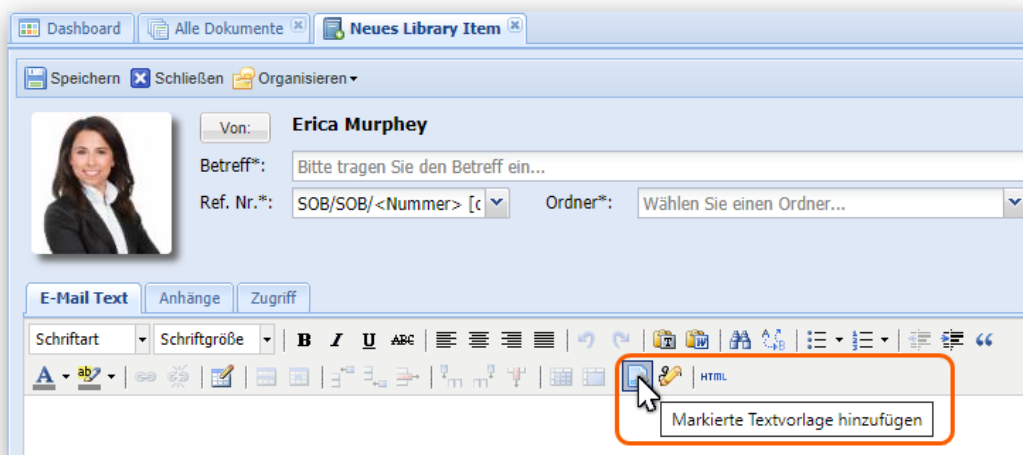 Dashboard Alle Dokumente Neues Library Item
Speichern Schließen Organisieren
Von: Erica Murphey
Betreff*: Bitte tragen Sie den Betreff ein...
Ref. Nr.*: SOB/SOB/<Nummer> [c Ordner*: Wählen Sie einen Ordner...
E-Mail Text Anhänge Zugriff
Schriftart Schriftgröße B I U ABC
A ab HTML
Markierte Textvorlage hinzufügen